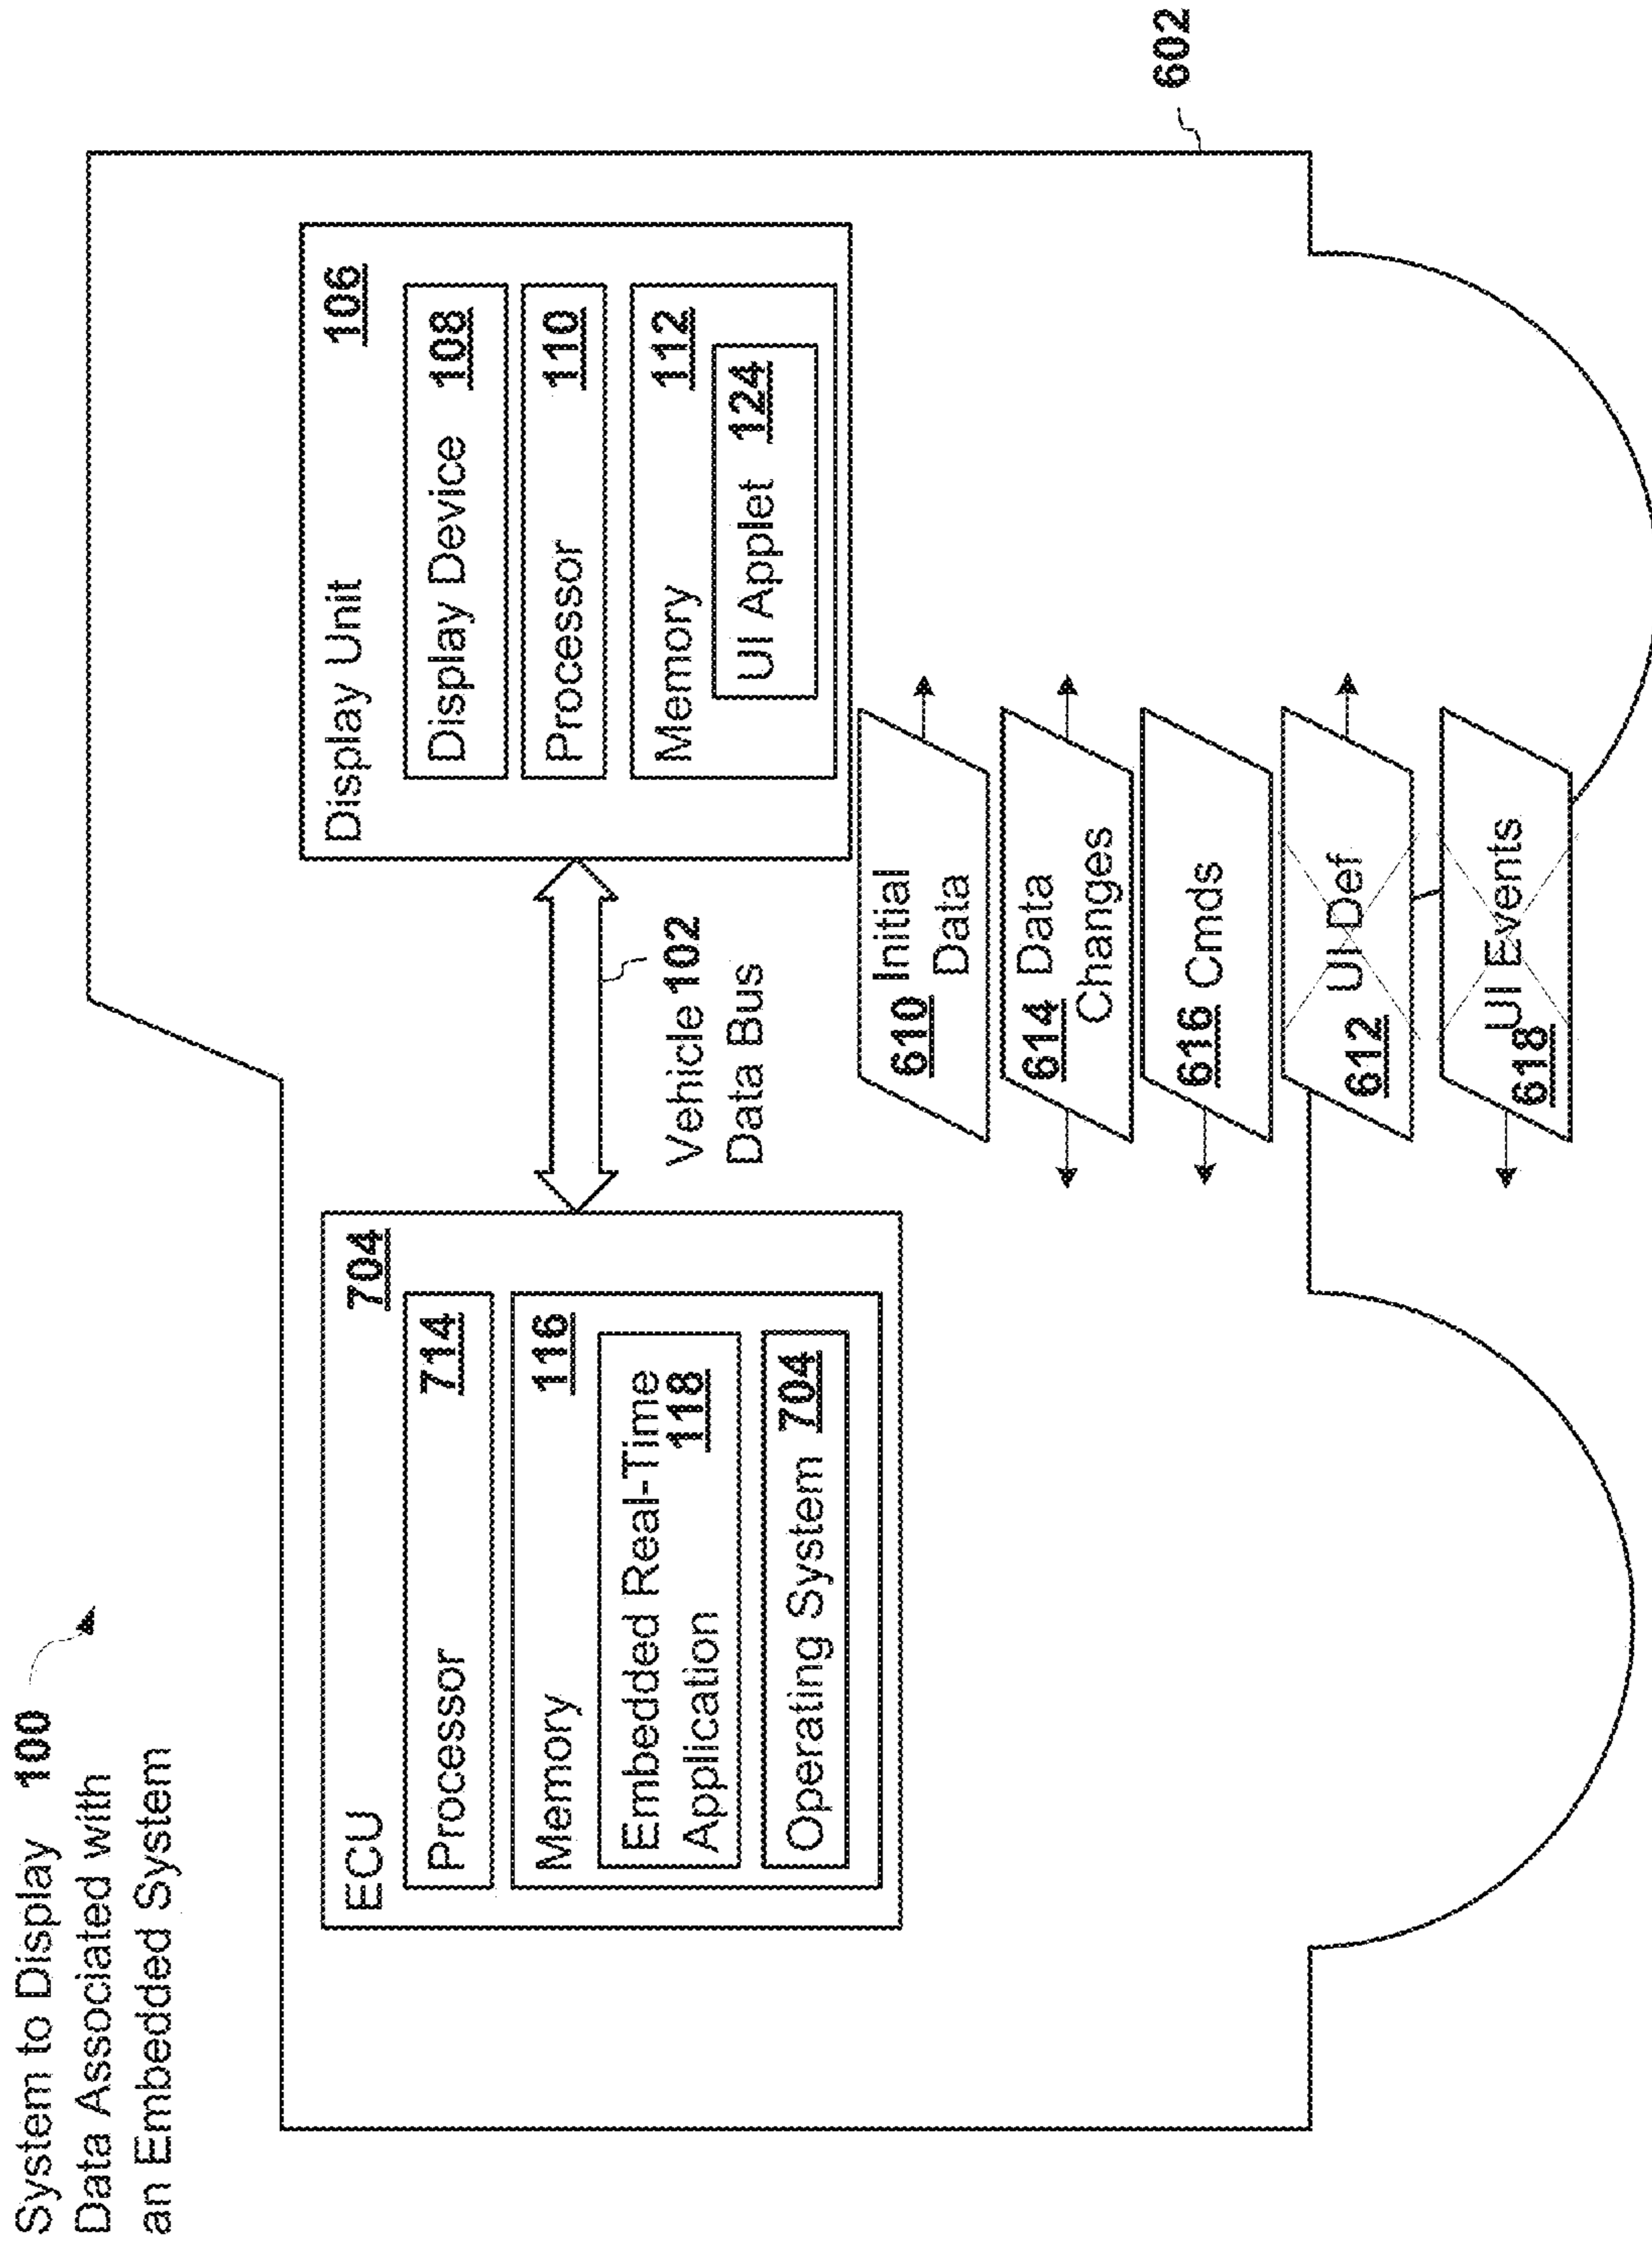 System to Display 100
Data Associated with
an Embedded System
ECU 704
Processor 714
Memory 116
Embedded Real-Time
Application 118
Operating System 704
Vehicle 102
Data Bus
Display Unit 106
Display Device 108
Processor 110
Memory 112
UI Applet 124
610 Initial
Data
614 Data
Changes
616 Cmds
612 UI Def
618 UI Events
602